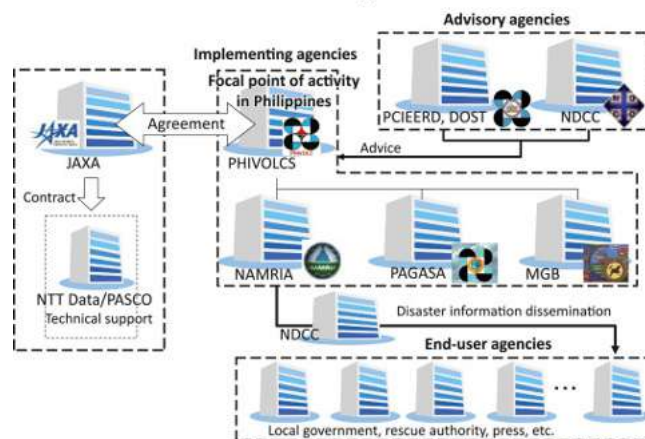 Advisory agencies
PCIEERD, DOST
NDCC
Implementing agencies
Focal point of activity
in Philippines
PHIVOLCS
JAXA
JAXA
Agreement
Advice
Contract
NTT Data/PASCO
Technical support
NAMRIA
NAMRIA
PAGASA
MGB
NDCC
Disaster information dissemination
End-user agencies
Local government, rescue authority, press, etc.